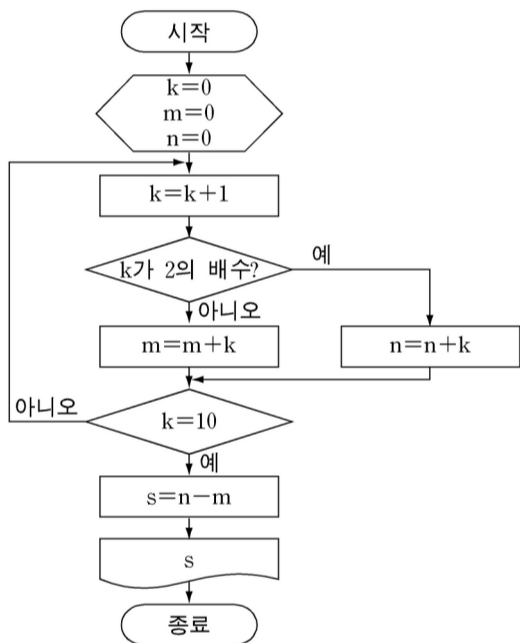 시작
k=0
m=0
n=0
k=k+1
k가 2의 배수?
예
아니오
m=m+k
n=n+k
아니오
k=10
예
s=n-m
s
종료